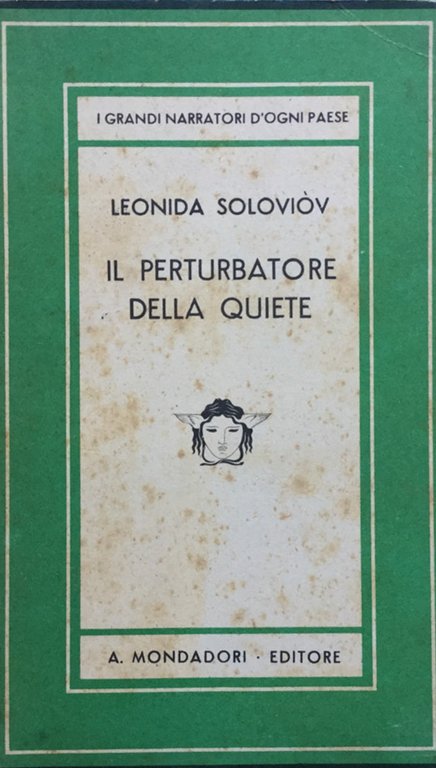 I GRANDI NARRATORI D'OGNI PAESE
LEONIDA SOLOVIÒV
IL PERTURBATORE
DELLA QUIETE
A. MONDADORI · EDITORE